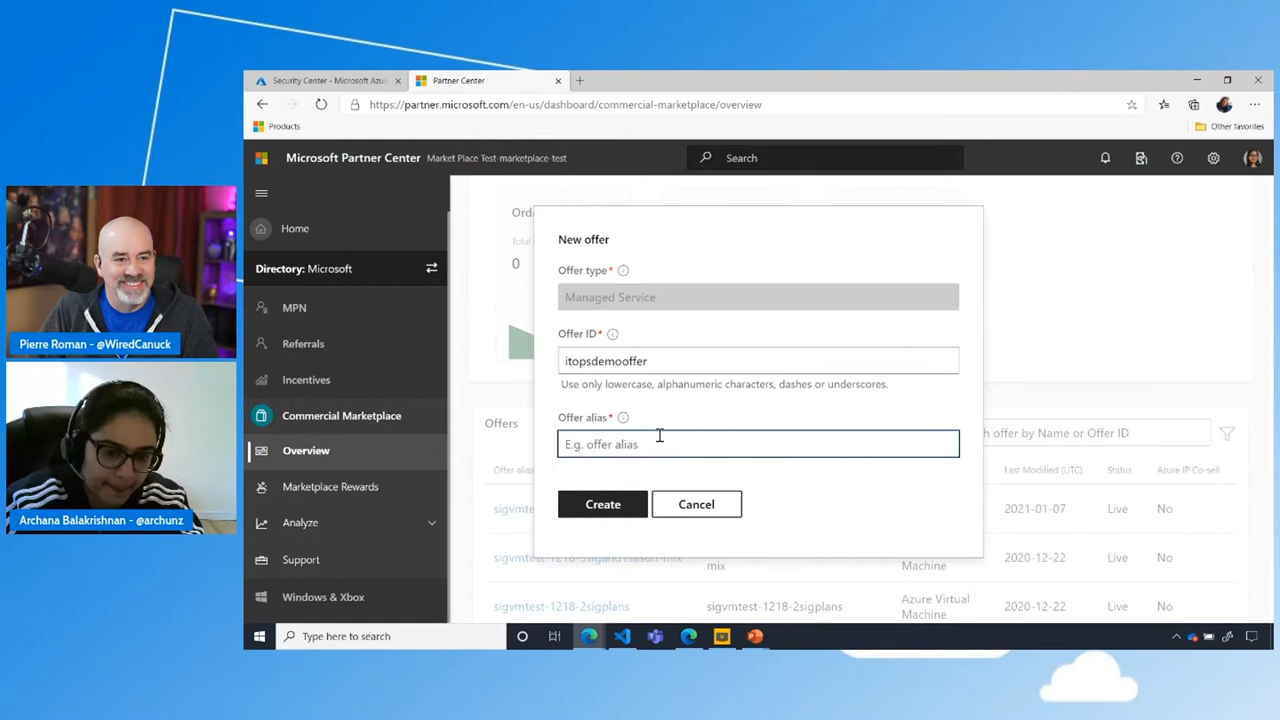 Security Center - Microsoft Azu
Partner Center
https://partner.microsoft.com/en-us/dashboard/commercial-marketplace/overview
Products
Other favorites
Microsoft Partner Center
Market Place Test-marketplace-test
Search
Home
Directory: Microsoft
MPN
Referrals
Incentives
Commercial Marketplace
Overview
Marketplace Rewards
Analyze
Support
Windows & Xbox
Ord
Total
0
New offer
Offer type*
Managed Service
Offer ID*
itopsdemooffer
Use only lowercase, alphanumeric characters, dashes or underscores.
Offer alias*
E.g. offer alias
Create
Cancel
Offers
h offer by Name or Offer ID
Offer alias
Last Modified (UTC)
Status
Azure IP Co-sell
sigvm
2021-01-07
Live
No
mix
Machine
2020-12-22
Live
No
sigvmtest-1218-2sigplans
sigvmtest-1218-2sigplans
Azure Virtual
Machine
2020-12-22
Live
No
Type here to search
Pierre Roman - @WiredCanuck
Archana Balakrishnan - @archunz